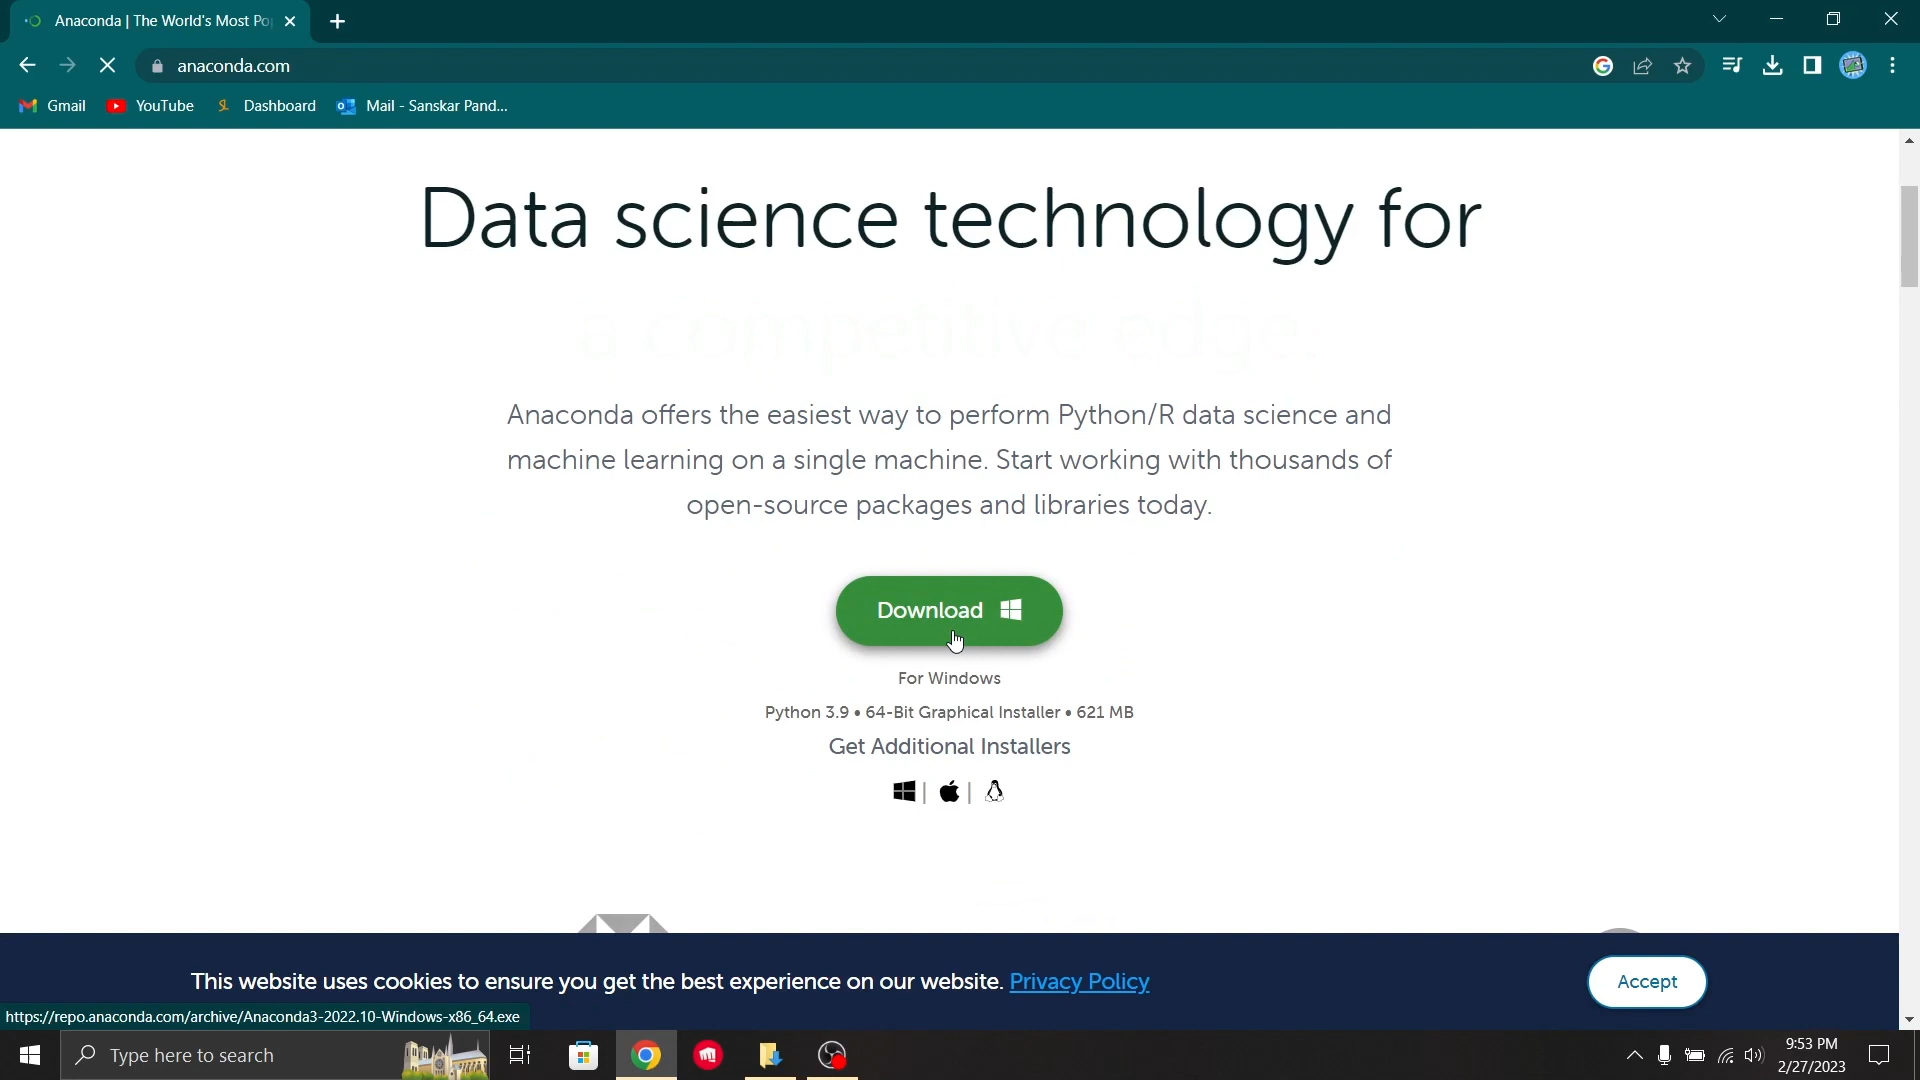 Anaconda | The World's Most Po
anaconda.com
Gmail
YouTube
Dashboard
Mail - Sanskar Pand...
Data science technology for
a competitive edge.
Anaconda offers the easiest way to perform Python/R data science and
machine learning on a single machine. Start working with thousands of
open-source packages and libraries today.
Download
For Windows
Python 3.9 • 64-Bit Graphical Installer • 621 MB
Get Additional Installers
This website uses cookies to ensure you get the best experience on our website. Privacy Policy
Accept
https://repo.anaconda.com/archive/Anaconda3-2022.10-Windows-x86_64.exe
Type here to search
9:53 PM
2/27/2023